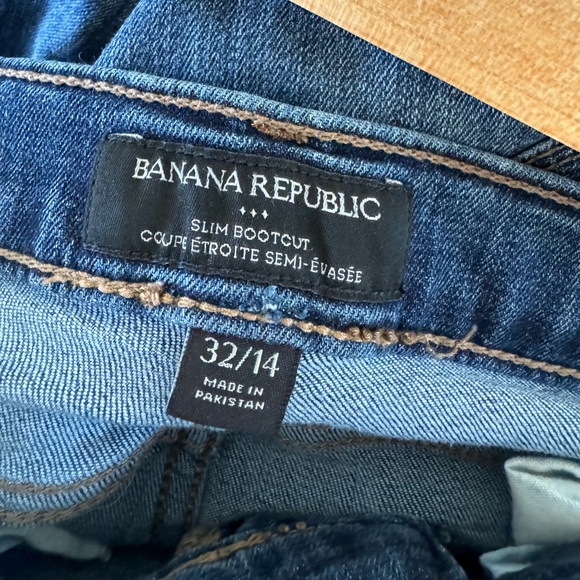 BANANA REPUBLIC
SLIM BOOTCUT
COUPE ÉTROITE SEMI-ÉVASÉE
32/14
MADE IN
PAKISTAN